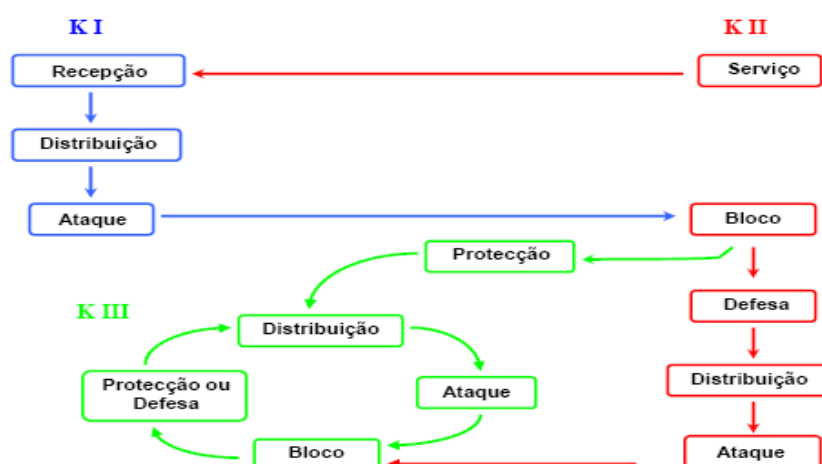 K I
K II
Recepção
Serviço
Distribuição
Ataque
Bloco
Protecção
Defesa
K III
Distribuição
Protecção ou
Defesa
Ataque
Distribuição
Bloco
Ataque